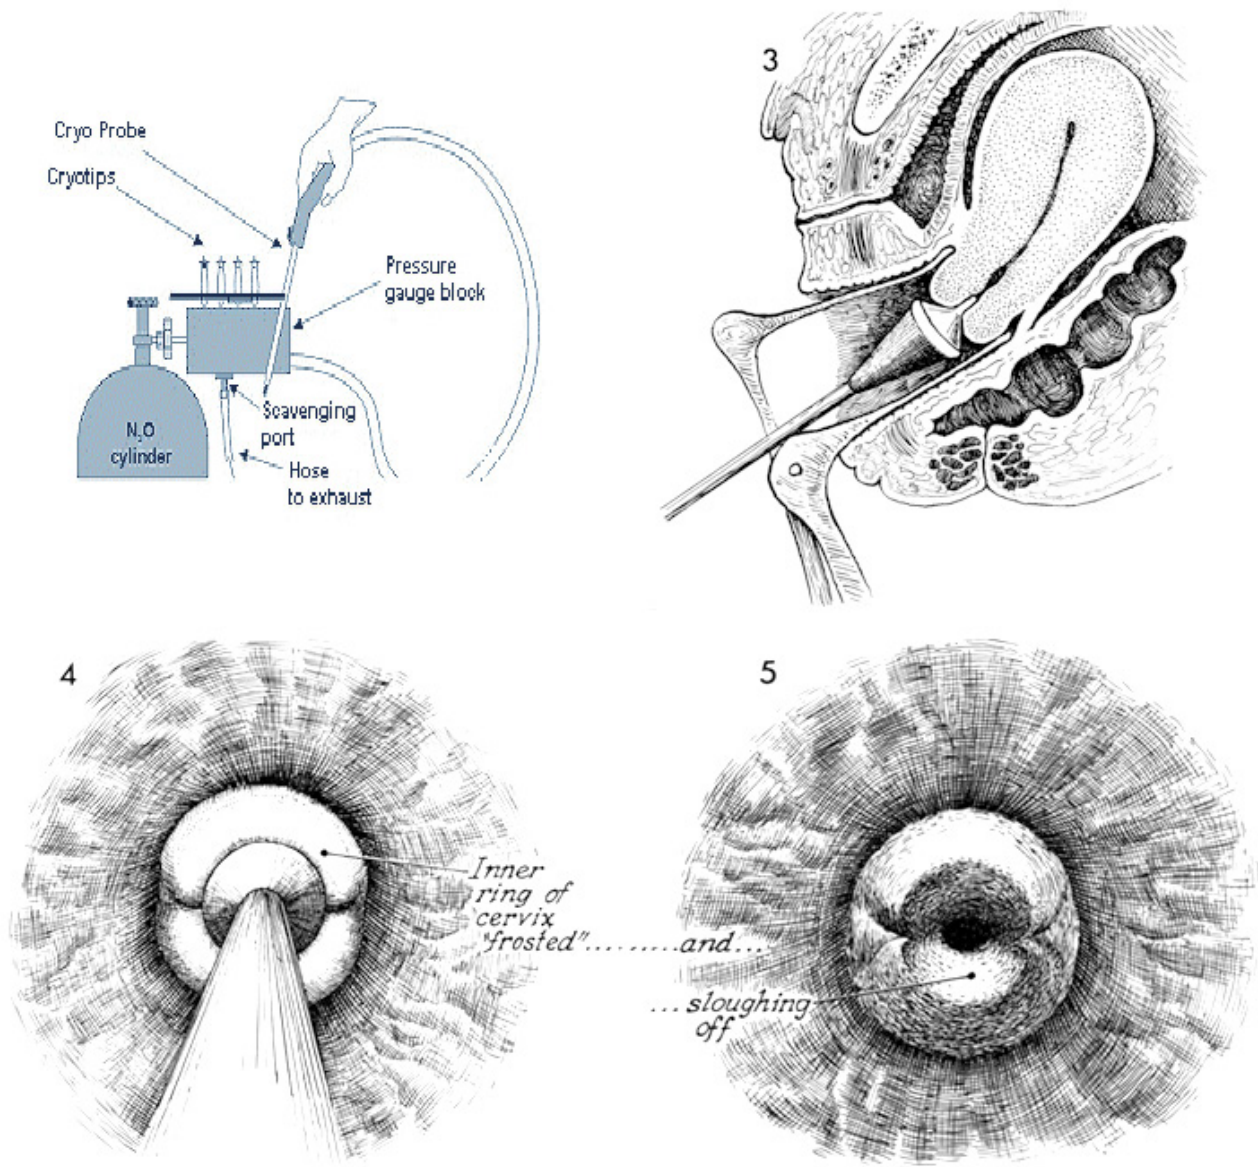 3
Cryo Probe
Cryotips
Pressure
gauge block
Scavenging
port
N₂O
cylinder
Hose
to exhaust
4
5
Inner
ring of
cervix
"frosted".........and...
...sloughing
off